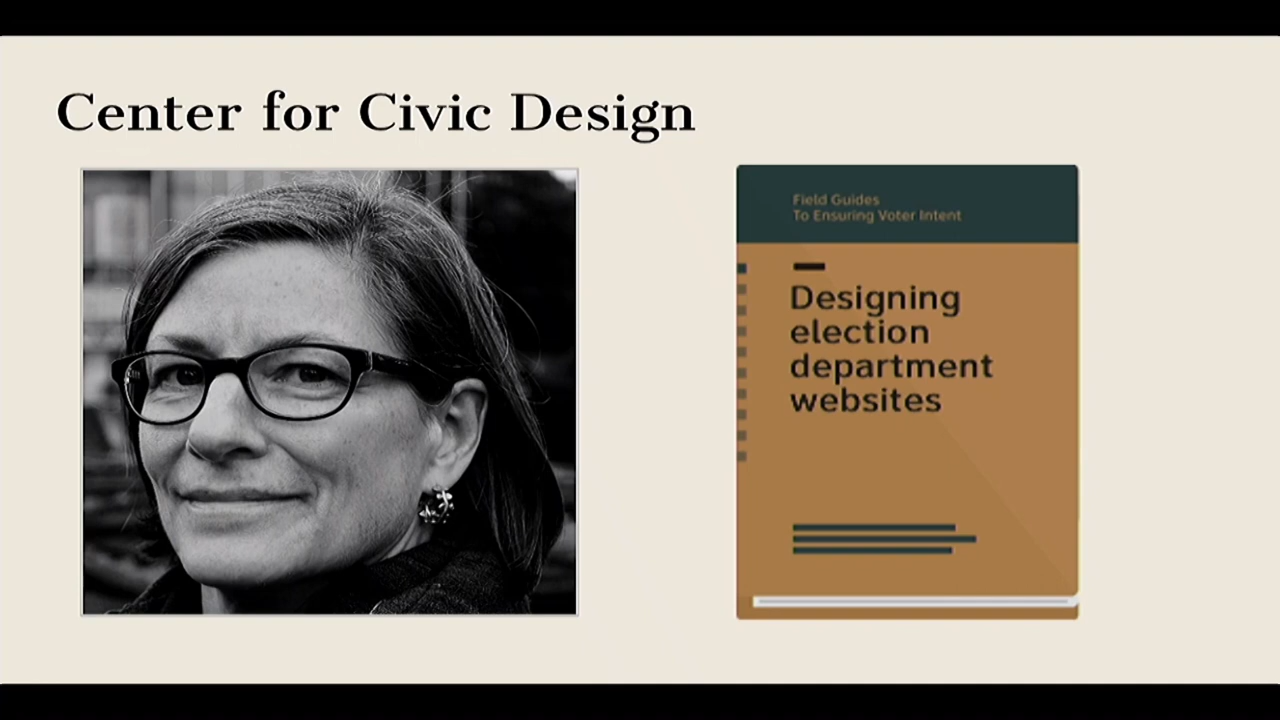 Center for Civic Design
Field Guides
To Ensuring Voter Intent
Designing
election
department
websites